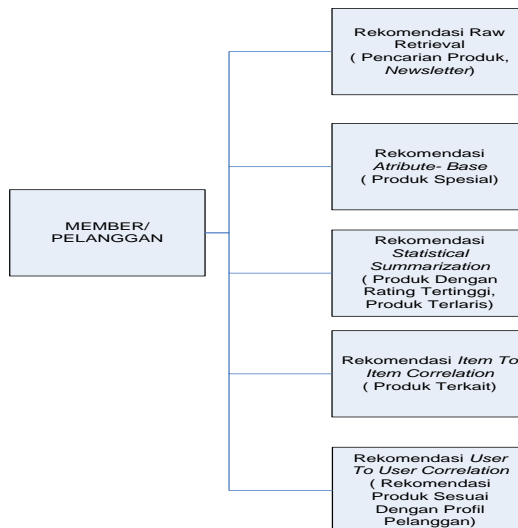 Rekomendasi Raw
Retrieval
( Pencarian Produk,
Newsletter)
Rekomendasi
Atribute- Base
( Produk Spesial)
MEMBER/
PELANGGAN
Rekomendasi
Statistical
Summarization
( Produk Dengan
Rating Tertinggi,
Produk Terlaris)
Rekomendasi Item To
Item Correlation
( Produk Terkait)
Rekomendasi User
To User Correlation
( Rekomendasi
Produk Sesuai
Dengan Profil
Pelanggan)